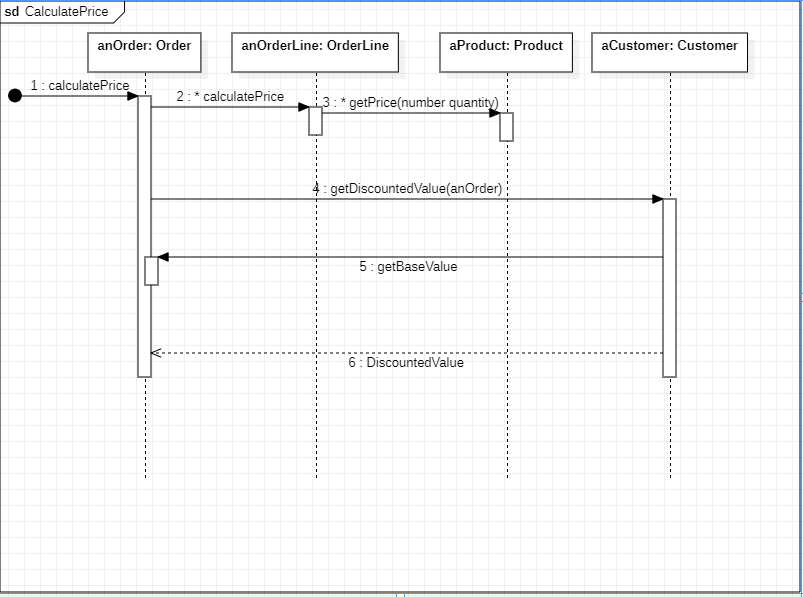 sd CalculatePrice
anOrder: Order
anOrderLine: OrderLine
aProduct: Product
aCustomer: Customer
1 : calculatePrice
2 : * calculatePrice
3 : * getPrice(number quantity)
4 : getDiscountedValue(anOrder)
5 : getBaseValue
6 : DiscountedValue